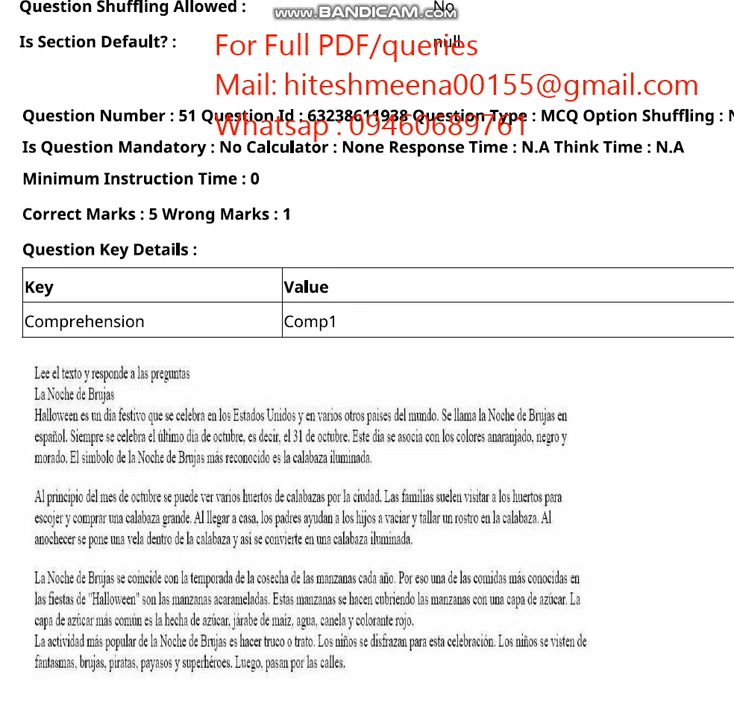 Question Shuffling Allowed : No
www.BANDICAM.com
Is Section Default? : null
For Full PDF/queries
Mail: hiteshmeena00155@gmail.com
Whatsap : 09460689761
Question Number : 51 Question Id : 63238611938 Question Type : MCQ Option Shuffling : N
Is Question Mandatory : No Calculator : None Response Time : N.A Think Time : N.A
Minimum Instruction Time : 0
Correct Marks : 5 Wrong Marks : 1
Question Key Details :
Key Value
Comprehension Comp1
Lee el texto y responde a las preguntas
La Noche de Brujas
Halloween es un día festivo que se celebra en los Estados Unidos y en varios otros países del mundo. Se llama la Noche de Brujas en
español. Siempre se celebra el último día de octubre, es decir, el 31 de octubre. Este día se asocia con los colores anaranjado, negro y
morado. El símbolo de la Noche de Brujas más reconocido es la calabaza iluminada.
Al principio del mes de octubre se puede ver varios huertos de calabazas por la ciudad. Las familias suelen visitar a los huertos para
escojer y comprar una calabaza grande. Al llegar a casa, los padres ayudan a los hijos a vaciar y tallar un rostro en la calabaza. Al
anochecer se pone una vela dentro de la calabaza y así se convierte en una calabaza iluminada.
La Noche de Brujas se coincide con la temporada de la cosecha de las manzanas cada año. Por eso una de las comidas más conocidas en
las fiestas de "Halloween" son las manzanas acarameladas. Estas manzanas se hacen cubriendo las manzanas con una capa de azúcar. La
capa de azúcar más común es la hecha de azúcar, járabe de maíz, agua, canela y colorante rojo.
La actividad más popular de la Noche de Brujas es hacer truco o trato. Los niños se disfrazan para esta celebración. Los niños se visten de
fantasmas, brujas, piratas, payasos y superhéroes. Luego, pasan por las calles.